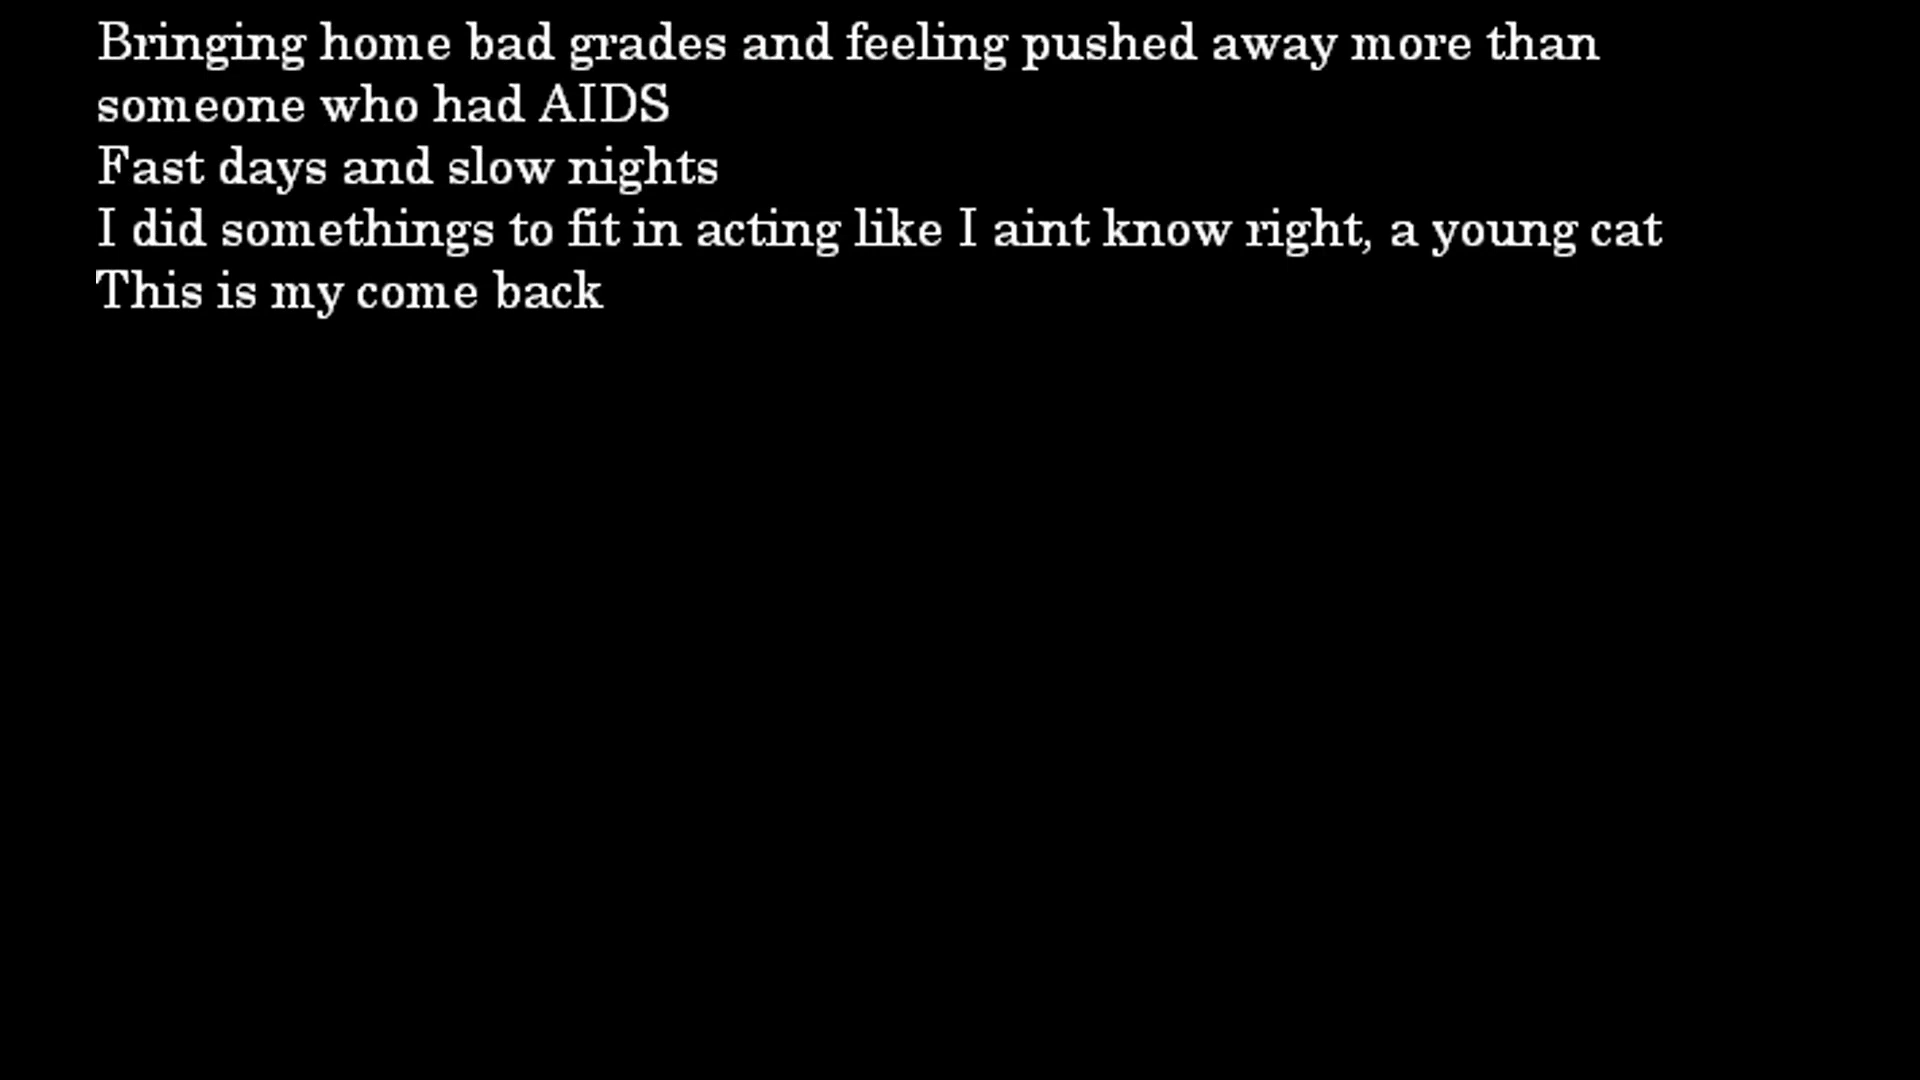 Bringing home bad grades and feeling pushed away more than
someone who had AIDS
Fast days and slow nights
I did somethings to fit in acting like I aint know right, a young cat
This is my come back